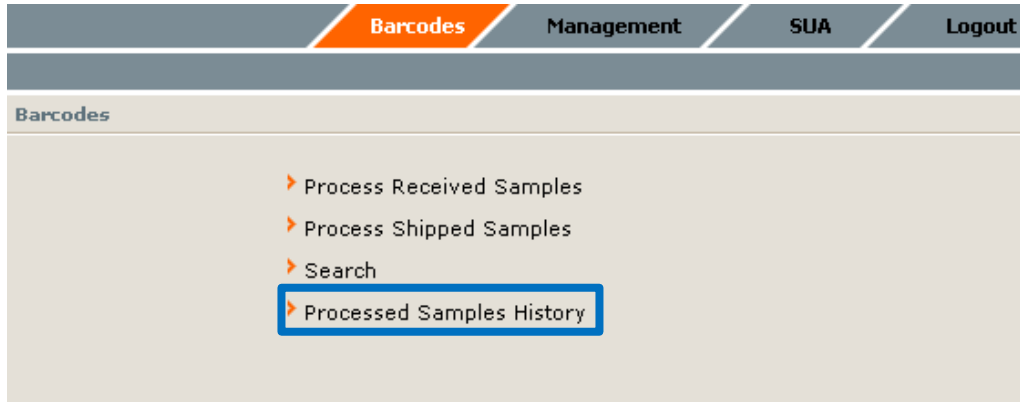 Barcodes Management SUA Logout
Barcodes
Process Received Samples
Process Shipped Samples
Search
Processed Samples History